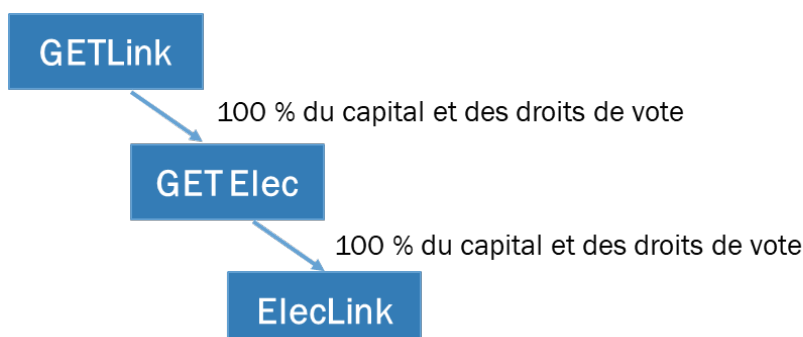 GETLink
100 % du capital et des droits de vote
GET Elec
100 % du capital et des droits de vote
ElecLink